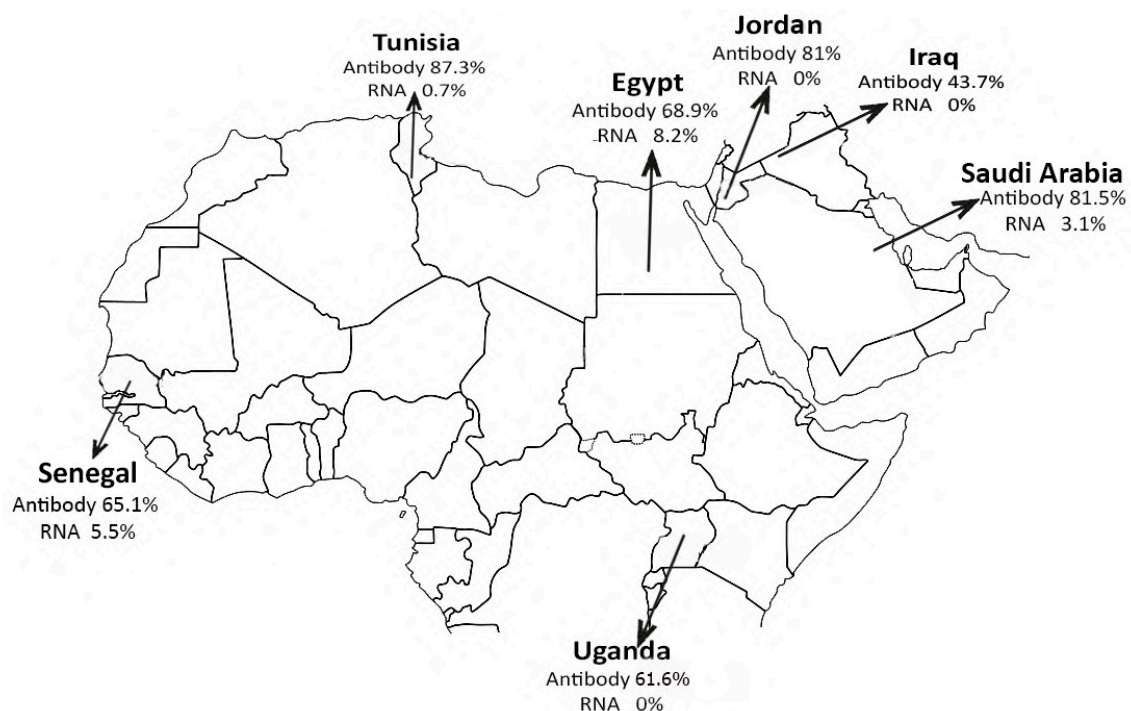 Tunisia
Antibody 87.3%
RNA 0.7%
Egypt
Antibody 68.9%
RNA 8.2%
Jordan
Antibody 81%
RNA 0%
Iraq
Antibody 43.7%
RNA 0%
Saudi Arabia
Antibody 81.5%
RNA 3.1%
Senegal
Antibody 65.1%
RNA 5.5%
Uganda
Antibody 61.6%
RNA 0%